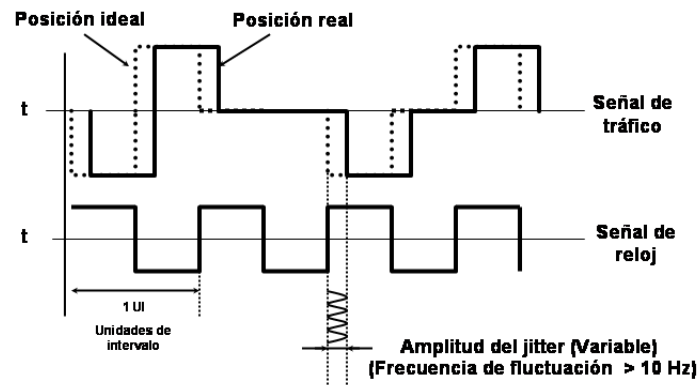 Posición ideal
Posición real
t
Señal de
tráfico
t
Señal de
reloj
1 UI
Unidades de
intervalo
Amplitud del jitter (Variable)
(Frecuencia de fluctuación > 10 Hz)